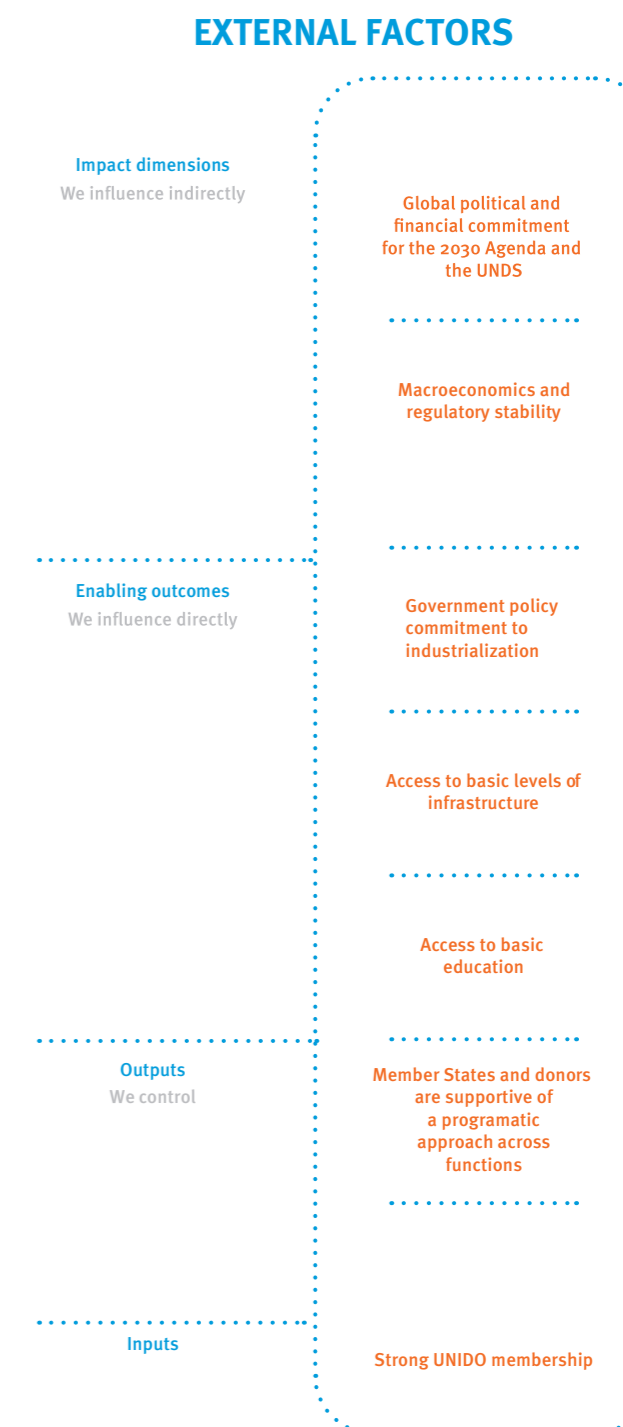 EXTERNAL FACTORS
Impact dimensions
We influence indirectly
Global political and
financial commitment
for the 2030 Agenda and
the UNDS
Macroeconomics and
regulatory stability
Enabling outcomes
We influence directly
Government policy
commitment to
industrialization
Access to basic levels of
infrastructure
Access to basic
education
Outputs
We control
Member States and donors
are supportive of
a programatic
approach across
functions
Inputs
Strong UNIDO membership